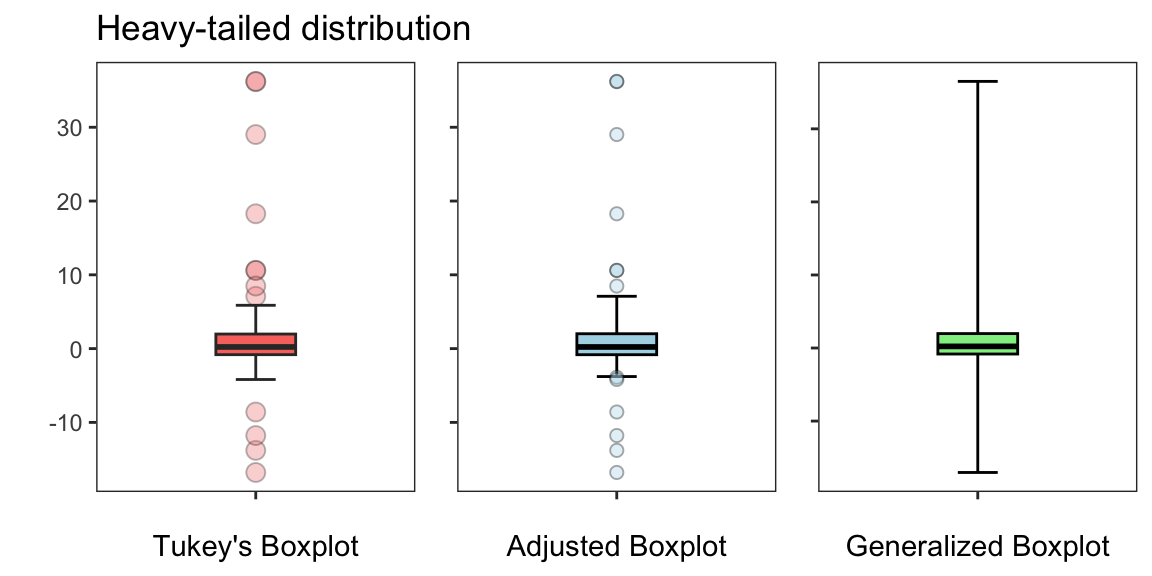 Heavy-tailed distribution
30
20
10
0
-10
Tukey's Boxplot
Adjusted Boxplot
Generalized Boxplot